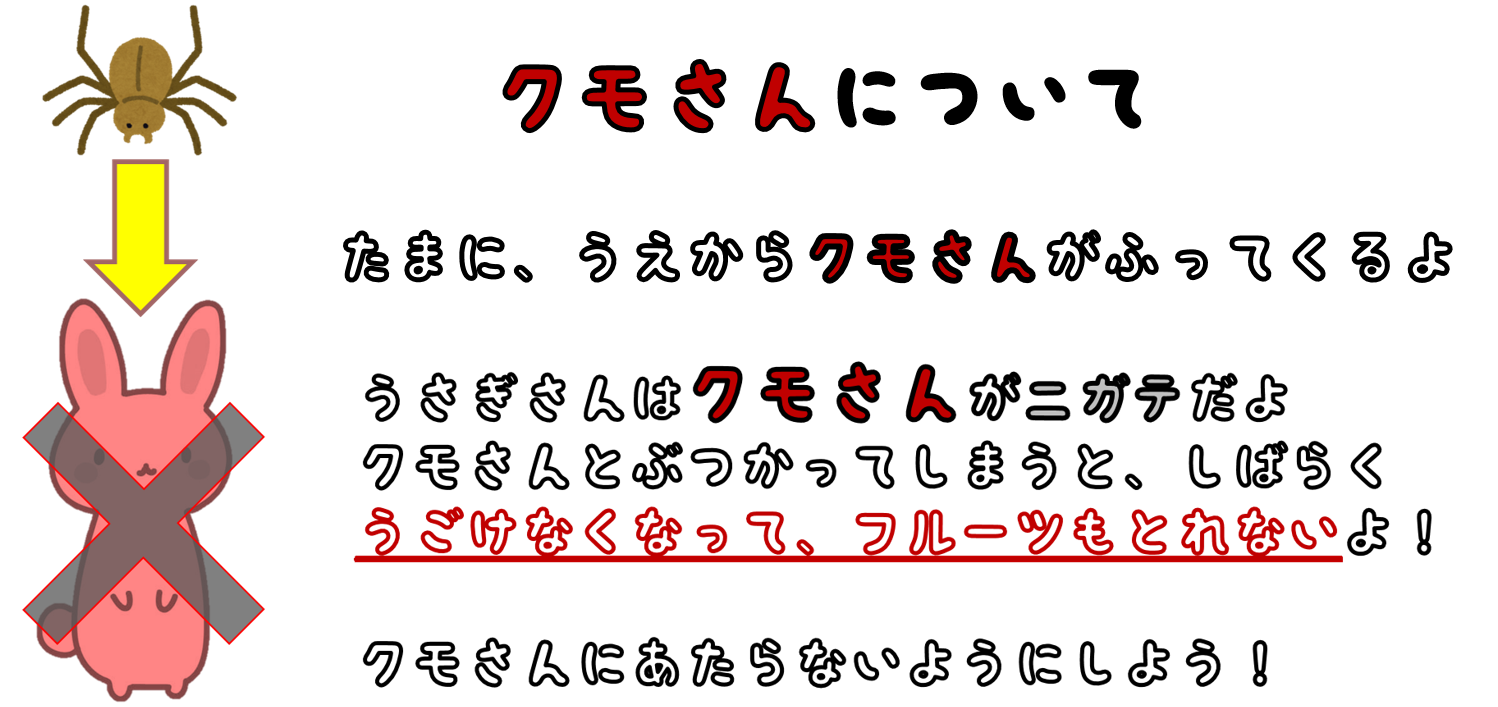 クモさんについて
たまに、うえからクモさんがふってくるよ
うさぎさんはクモさんがニガテだよ
クモさんとぶつかってしまうと、しばらく
うごけなくなって、フルーツもとれないよ！
クモさんにあたらないようにしよう！